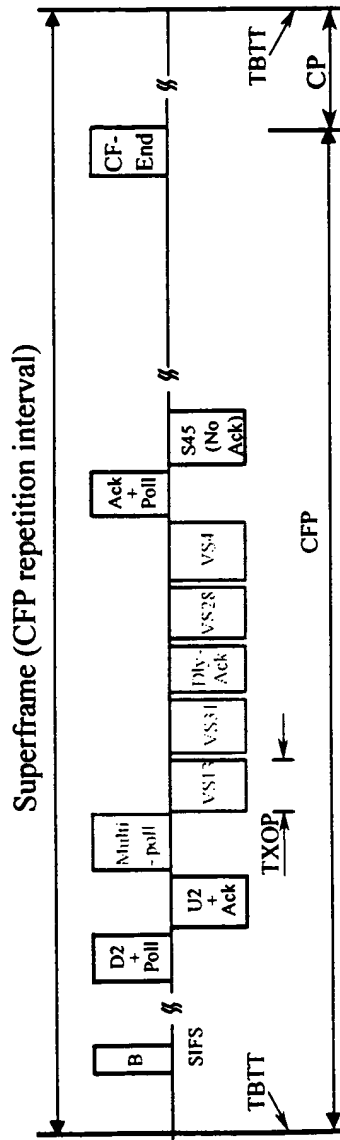 Superframe (CFP repetition interval)
B
SIFS
D2
+
Poll
U2
+
Ack
Multi
-poll
VS13
VS31
Dly-
Ack
VS28
VS4
Ack
+
Poll
S45
(No
Ack)
CF-
End
TBTT
TXOP
CFP
CP
TBTT